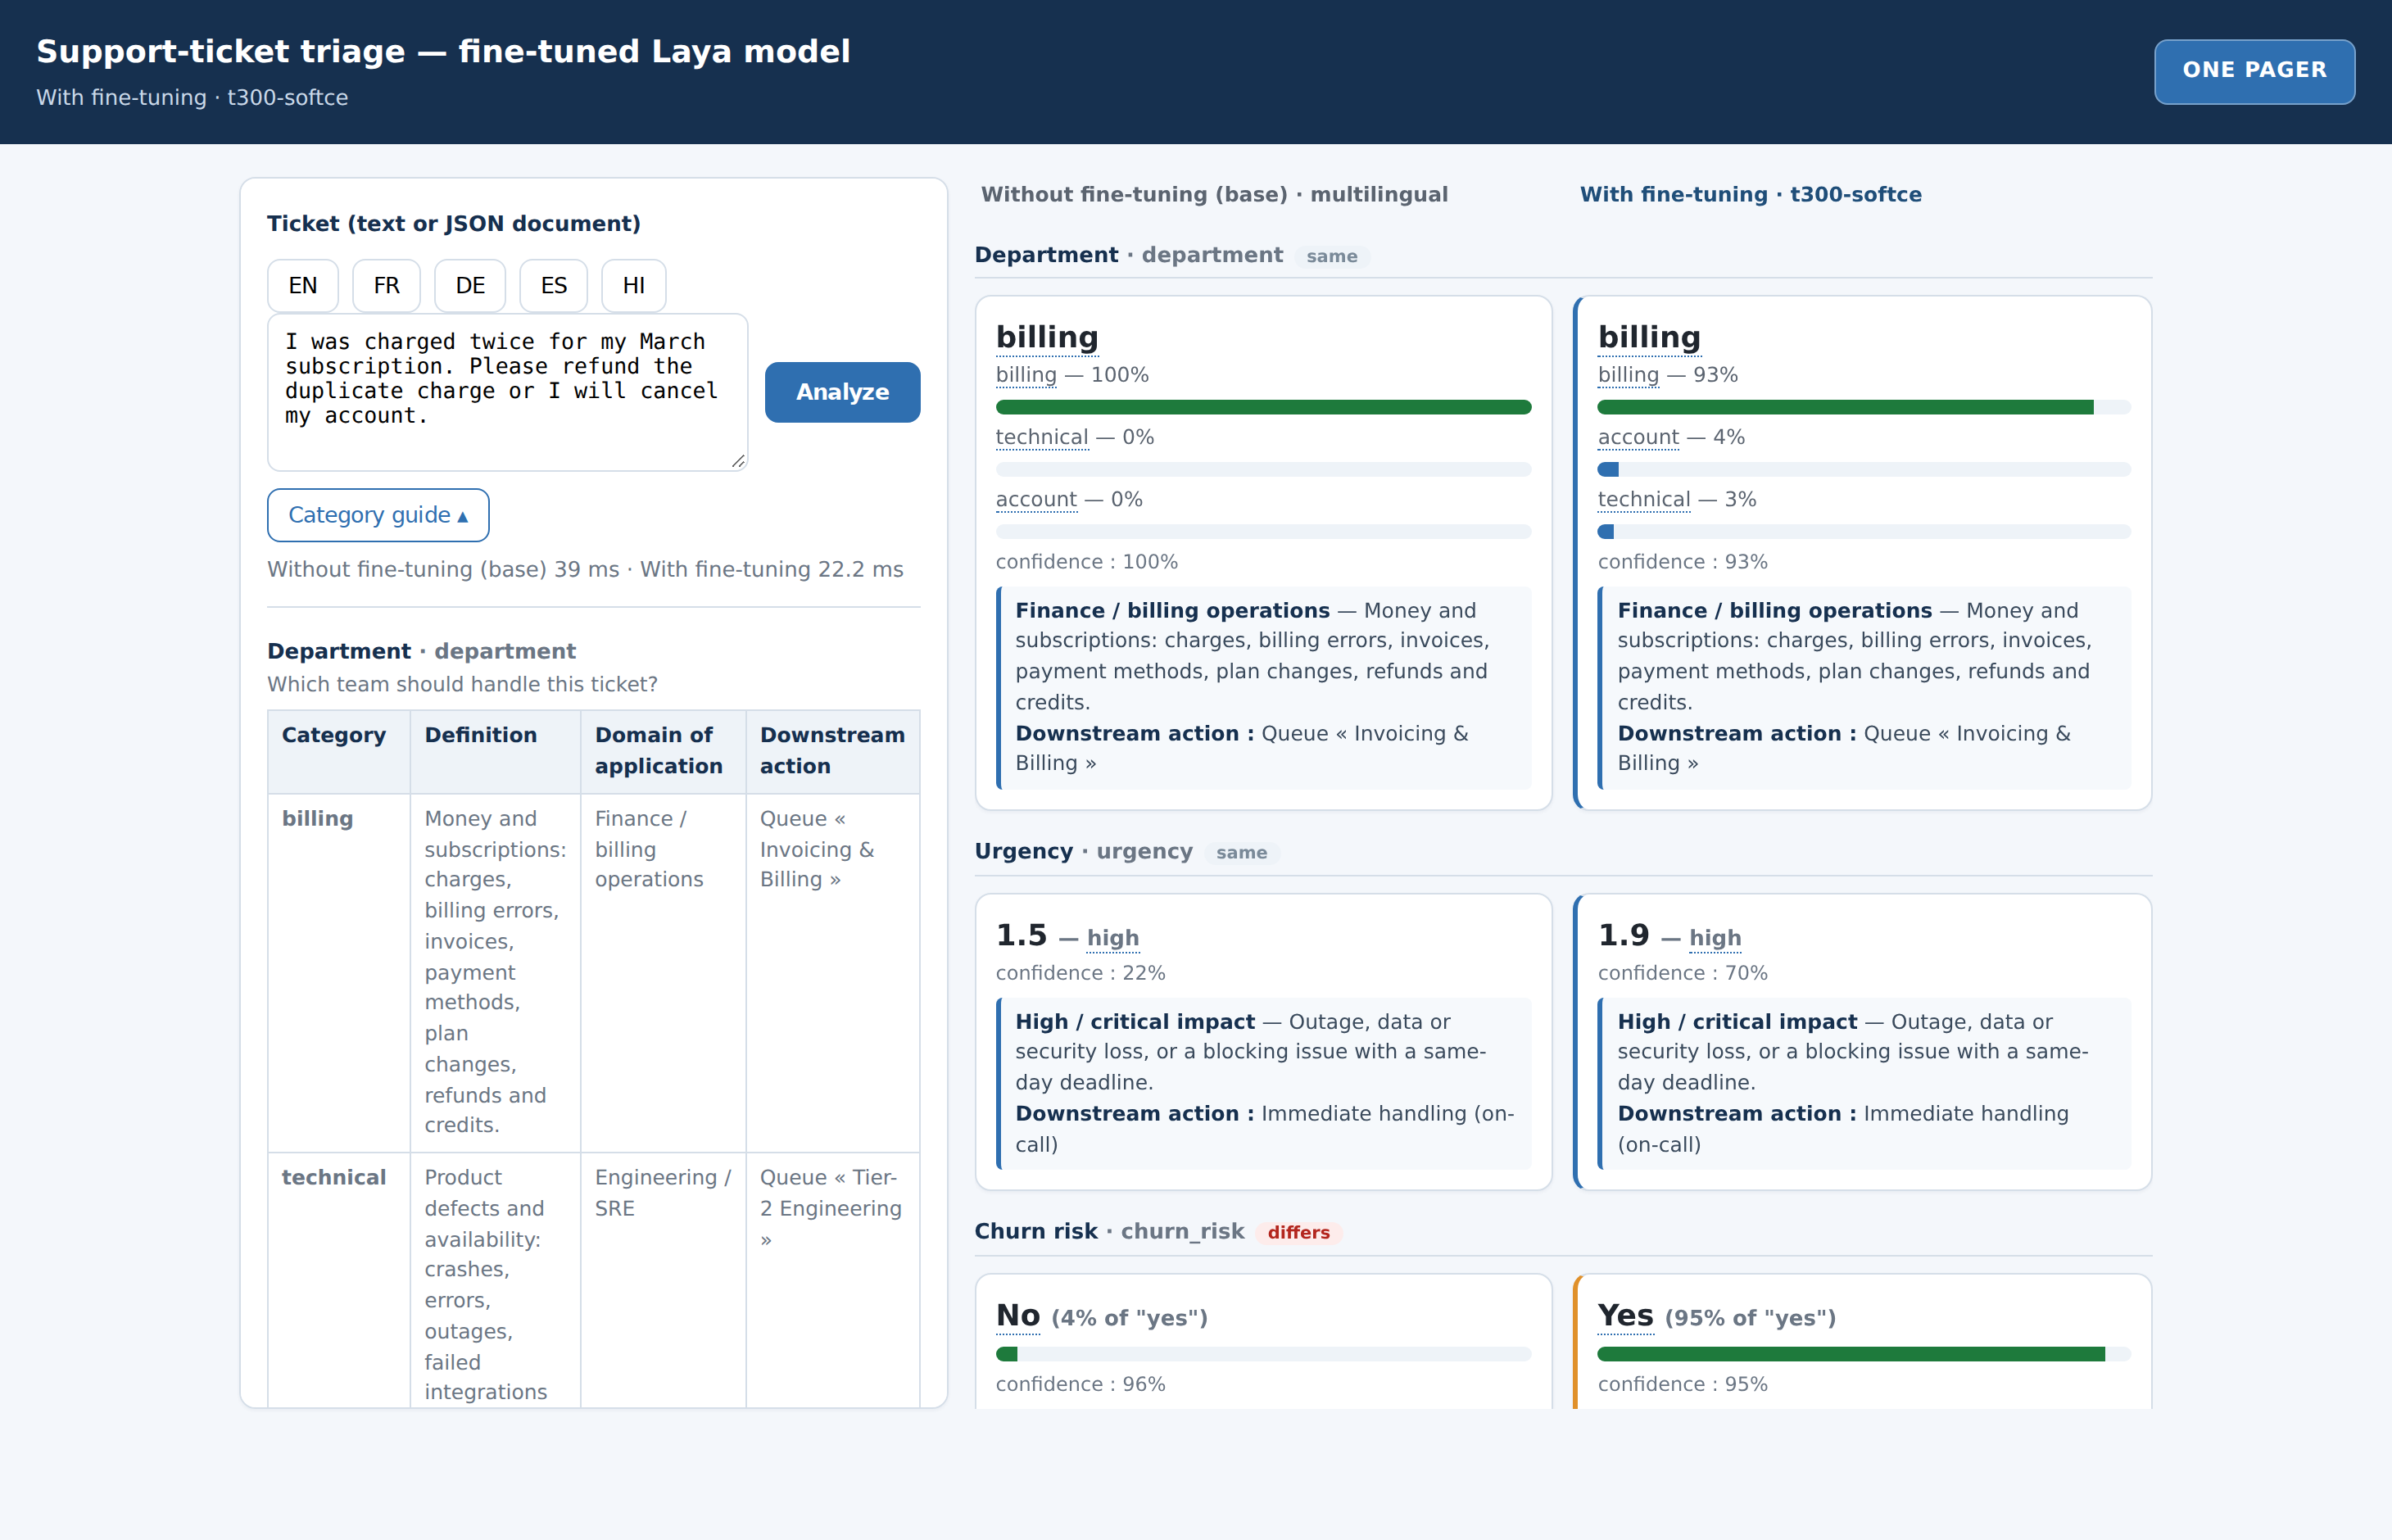 Support-ticket triage — fine-tuned Laya model
With fine-tuning · t300-softce
ONE PAGER
Ticket (text or JSON document)
EN
FR
DE
ES
HI
I was charged twice for my March
subscription. Please refund the
duplicate charge or I will cancel
my account.
Analyze
Category guide ▴
Without fine-tuning (base) 39 ms · With fine-tuning 22.2 ms
Department · department
Which team should handle this ticket?
Category
Definition
Domain of
application
Downstream
action
billing
Money and
subscriptions:
charges,
billing errors,
invoices,
payment
methods,
plan
changes,
refunds and
credits.
Finance /
billing
operations
Queue «
Invoicing &
Billing »
technical
Product
defects and
availability:
crashes,
errors,
outages,
failed
integrations
Engineering /
SRE
Queue « Tier-
2 Engineering
»
Without fine-tuning (base) · multilingual
With fine-tuning · t300-softce
Department · department same
billing
billing — 100%
technical — 0%
account — 0%
confidence : 100%
Finance / billing operations — Money and
subscriptions: charges, billing errors, invoices,
payment methods, plan changes, refunds and
credits.
Downstream action : Queue « Invoicing &
Billing »
billing
billing — 93%
account — 4%
technical — 3%
confidence : 93%
Finance / billing operations — Money and
subscriptions: charges, billing errors, invoices,
payment methods, plan changes, refunds and
credits.
Downstream action : Queue « Invoicing &
Billing »
Urgency · urgency same
1.5 — high
confidence : 22%
High / critical impact — Outage, data or
security loss, or a blocking issue with a same-
day deadline.
Downstream action : Immediate handling (on-
call)
1.9 — high
confidence : 70%
High / critical impact — Outage, data or
security loss, or a blocking issue with a same-
day deadline.
Downstream action : Immediate handling
(on-call)
Churn risk · churn_risk differs
No (4% of "yes")
confidence : 96%
Yes (95% of "yes")
confidence : 95%